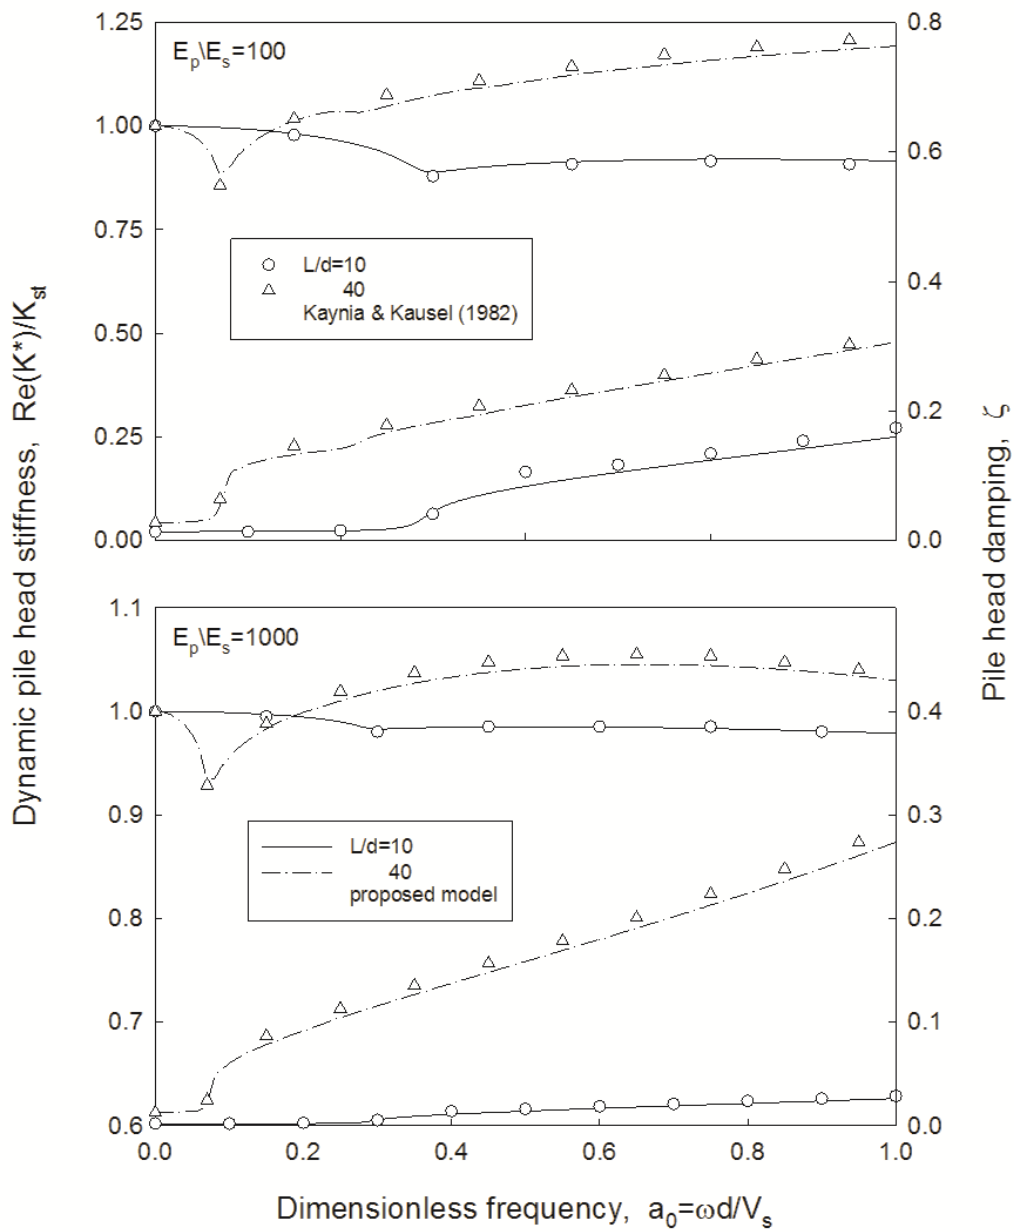 Dynamic pile head stiffness, Re(K*)/K_st
1.25
1.00
0.75
0.50
0.25
0.00
E_p\E_s=100
L/d=10
40
Kaynia & Kausel (1982)
0.8
0.6
0.4
0.2
0.0
Pile head damping, ζ
1.1
1.0
0.9
0.8
0.7
0.6
E_p\E_s=1000
L/d=10
40
proposed model
0.4
0.3
0.2
0.1
0.0
0.0 0.2 0.4 0.6 0.8 1.0
Dimensionless frequency, a_0=ωd/V_s